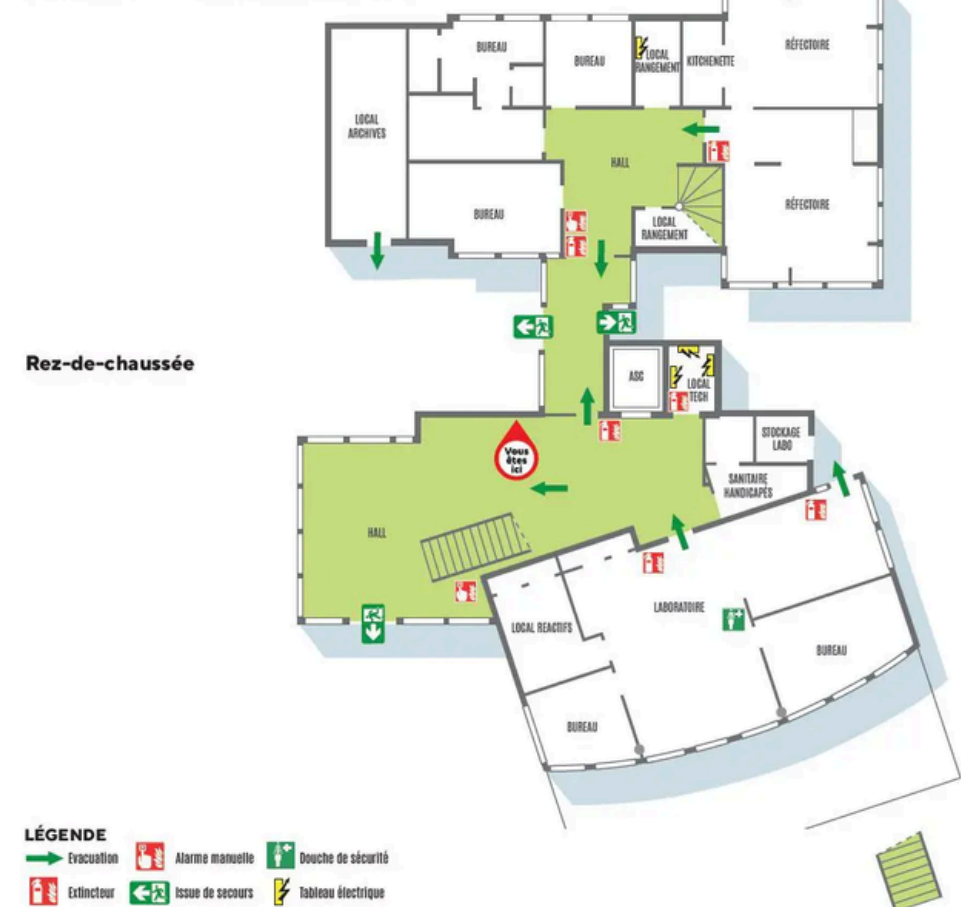 BUREAU
BUREAU
LOCAL
RANGEMENT
KITCHENETTE
RÉFECTOIRE
LOCAL
ARCHIVES
HALL
BUREAU
LOCAL
RANGEMENT
RÉFECTOIRE
Rez-de-chaussée
ASC
LOCAL
TECH
Vous
êtes
ici
STOCKAGE
LABO
SANITAIRE
HANDICAPÉS
HALL
LOCAL REACTIFS
LABORATOIRE
BUREAU
BUREAU
LÉGENDE
Evacuation
Alarme manuelle
Douche de sécurité
Extincteur
Issue de secours
Tableau électrique